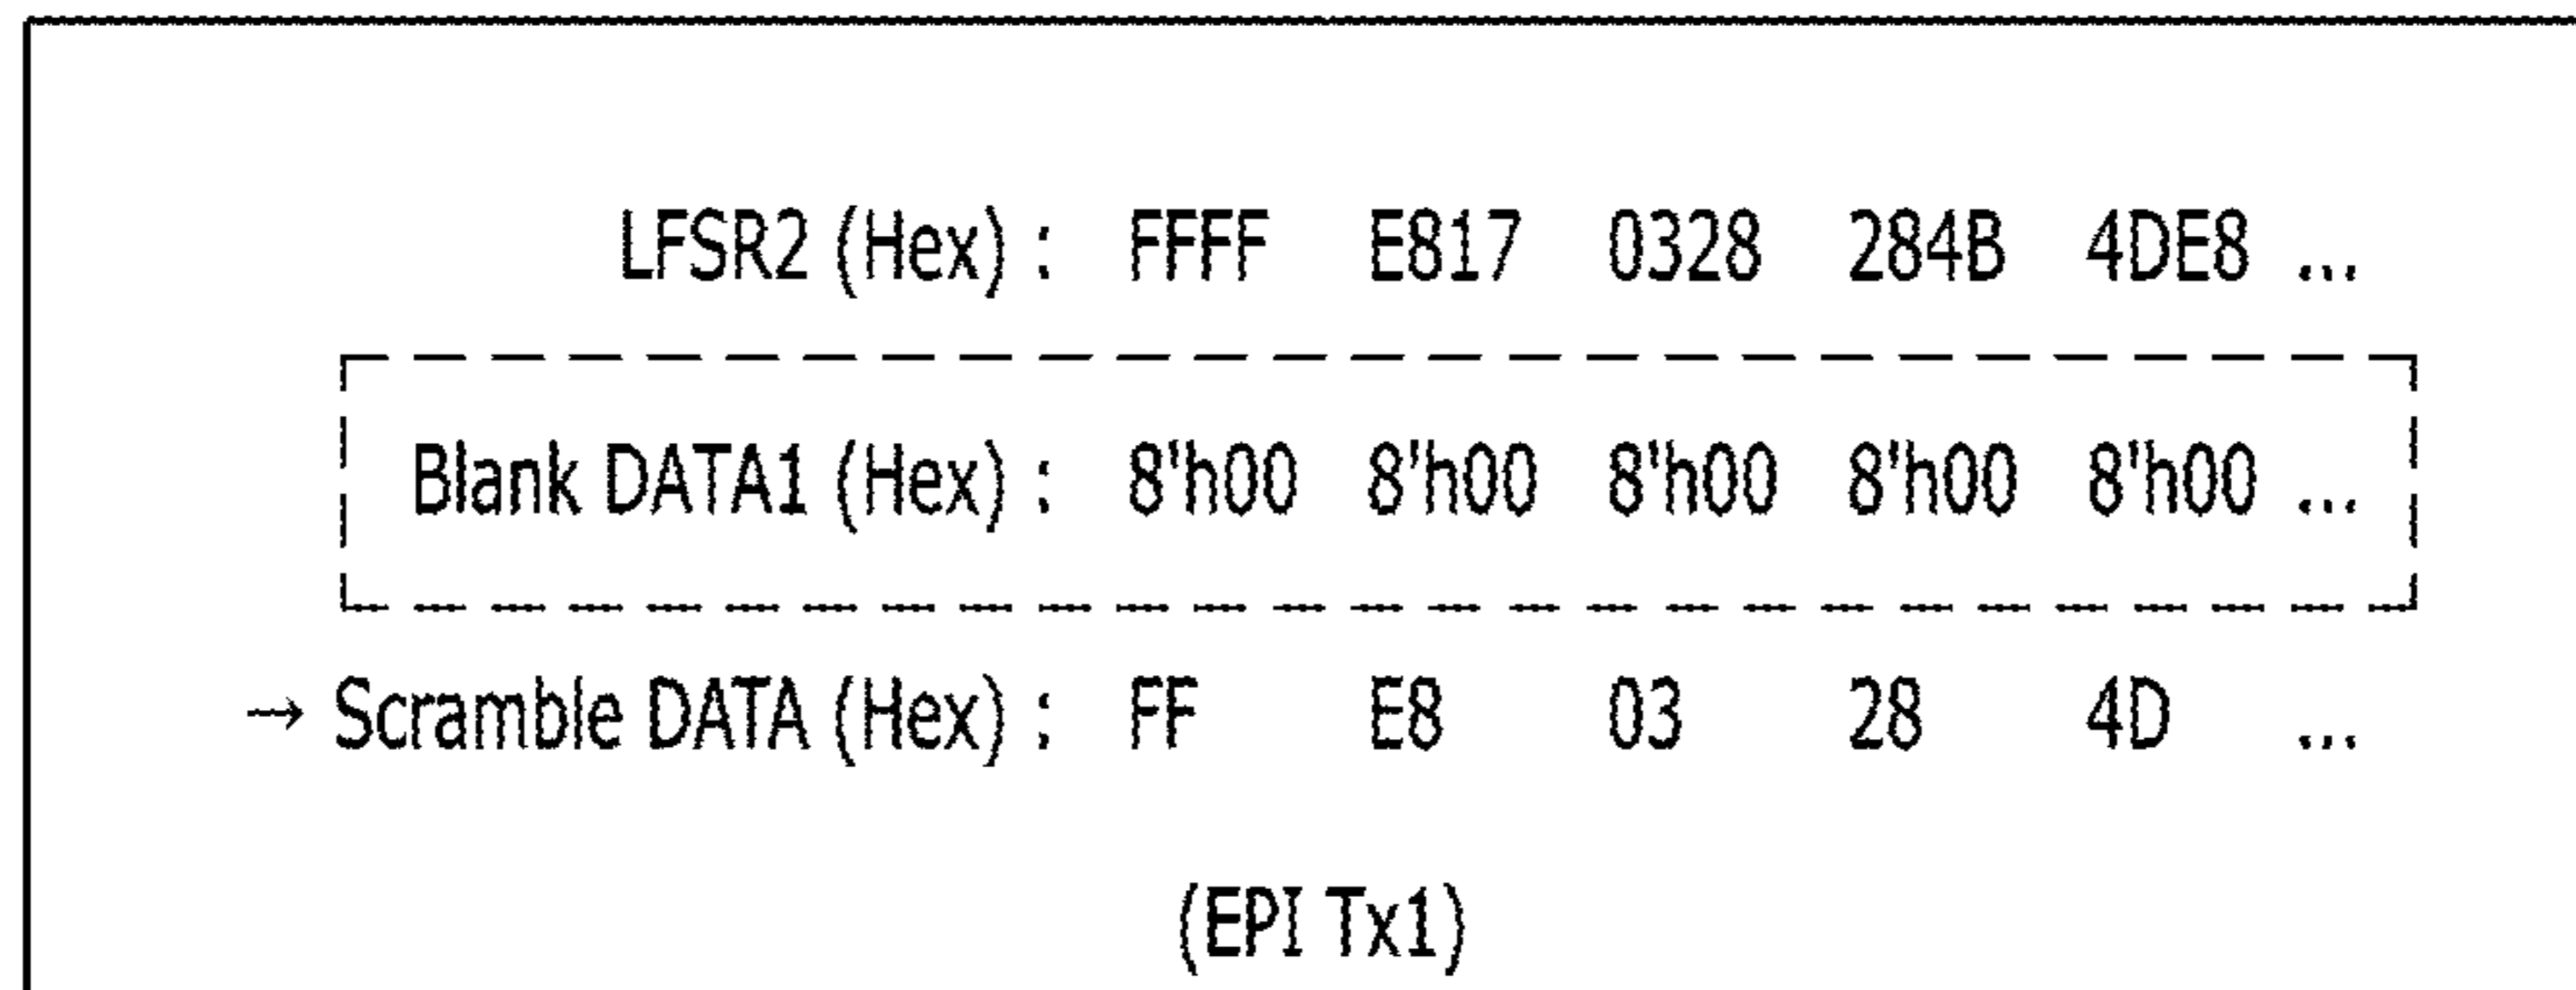 LFSR2 (Hex) : FFFF E817 0328 284B 4DE8 ...
Blank DATA1 (Hex) : 8'h00 8'h00 8'h00 8'h00 8'h00 ...
→ Scramble DATA (Hex) : FF E8 03 28 4D ...
(EPI Tx1)